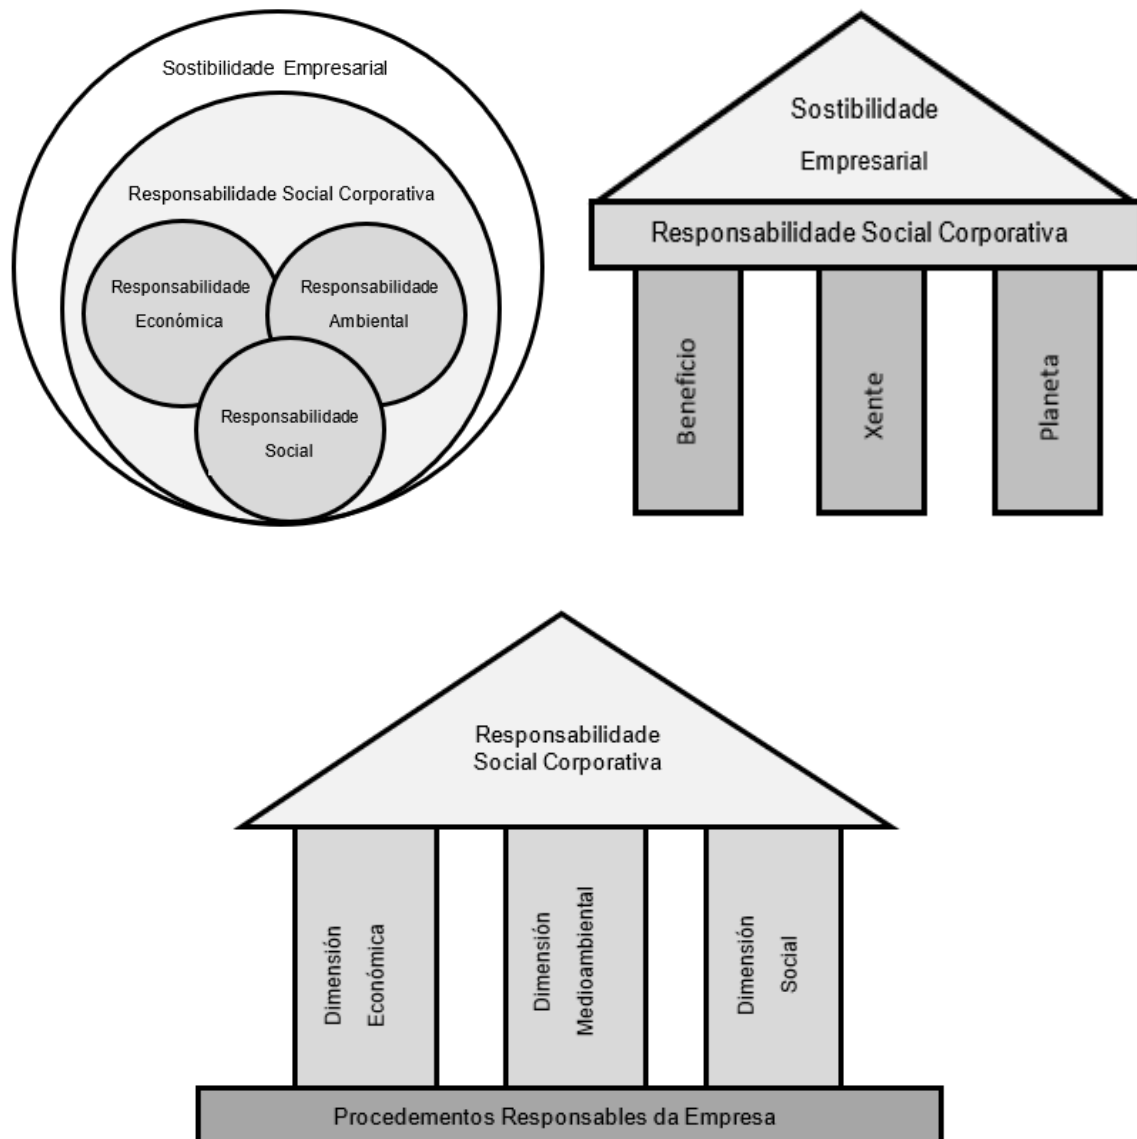 Sostibilidade Empresarial
Responsabilidade Social Corporativa
Responsabilidade
Económica
Responsabilidade
Ambiental
Responsabilidade
Social
Sostibilidade
Empresarial
Responsabilidade Social Corporativa
Beneficio
Xente
Planeta
Responsabilidade
Social Corporativa
Dimensión
Económica
Dimensión
Medioambiental
Dimensión
Social
Procedementos Responsables da Empresa